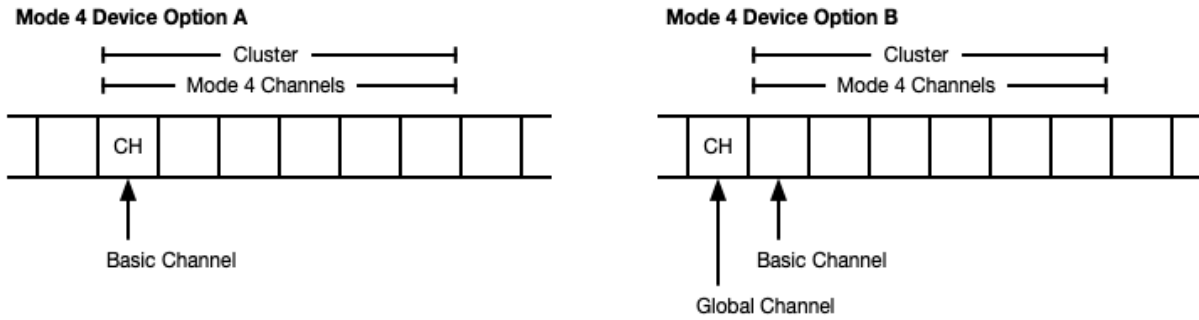 Mode 4 Device Option A
Cluster
Mode 4 Channels
CH
Basic Channel
Mode 4 Device Option B
Cluster
Mode 4 Channels
CH
Basic Channel
Global Channel